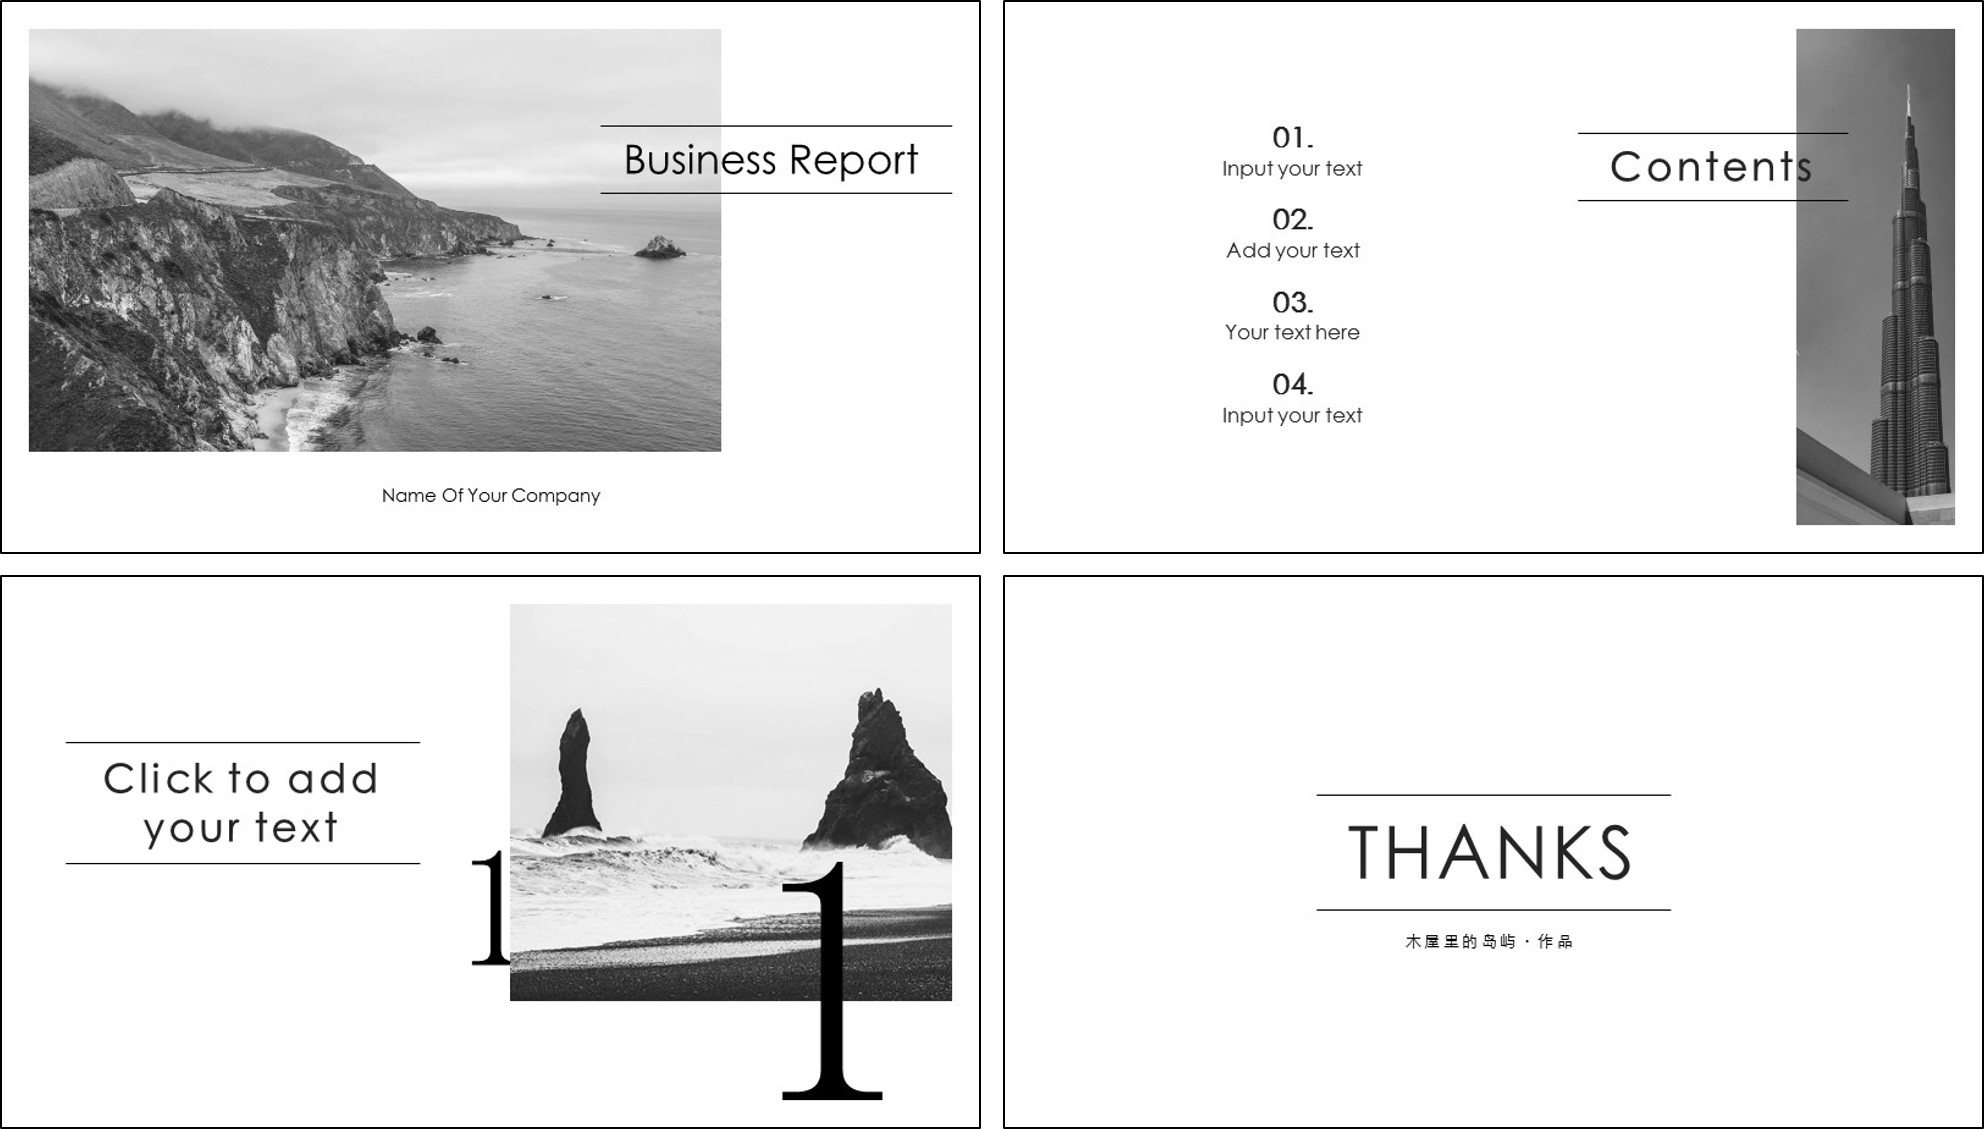 Business Report
Name Of Your Company
Contents
01.
Input your text
02.
Add your text
03.
Your text here
04.
Input your text
Click to add
your text
1
1
THANKS
木屋里的岛屿·作品